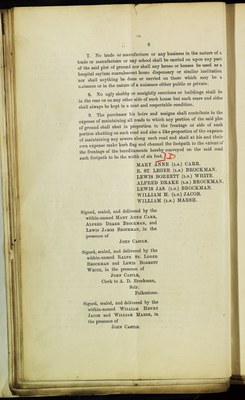 6
7. No trade or manufacture or any business in the nature of a
trade or manufacture or any school shall be carried on upon any part
of the said plot of ground nor shall any house or houses be used as a
hospital asylum name home dispensary or similar institution
nor shall anything be done or carried on there which may be a
nuisance or in the nature of a nuisance either public or private.
8. No ugly shabby or unsightly erections or buildings shall be
in the rear or on any other side of such house but such rears and sides
shall always be kept in a neat and respectable condition.
9. The purchaser his heirs and assigns shall contribute to the
expense of maintaining all roads to which any portion of the said plot
of ground shall abut in proportion to the frontage or side of such
portion abutting on such road and also a like proportion of the expense
of maintaining any sewers along such road and shall at his and their
own expense make kerb flag and channel the footpath to the extent of
the frontage of the hereditaments hereby conveyed on the said road
such footpath to be the width of six feet.
MARY ANNE (L.S.) CARR.
R. ST. LEGER (L.S.) BROCKMAN.
LEWIS BORRETT (L.S.) WHITE.
ALFRED DRAKE (L.S.) BROCKMAN.
LEWIS JAS. (L.S.) BROCKMAN.
WILLIAM H. (L.S.) JACOB.
WILLIAM (L.S.) MARSH.
Signed, sealed, and delivered by the
within-named MARY ANNE CARR,
ALFRED DRAKE BROCKMAN, and
LEWIS JAMES BROCKMAN, in the
presence of
JOHN CASTLE.
Signed, sealed, and delivered by the
within-named RALPH ST. LEGER
BROCKMAN and LEWIS BORRETT
WHITE, in the presence of
JOHN CASTLE,
Clerk to A. D. Brockman,
Solr.,
Folkestone.
Signed, sealed, and delivered by the
within-named WILLIAM HENRY
JACOB and WILLIAM MARSH, in
the presence of
JOHN CASTLE.